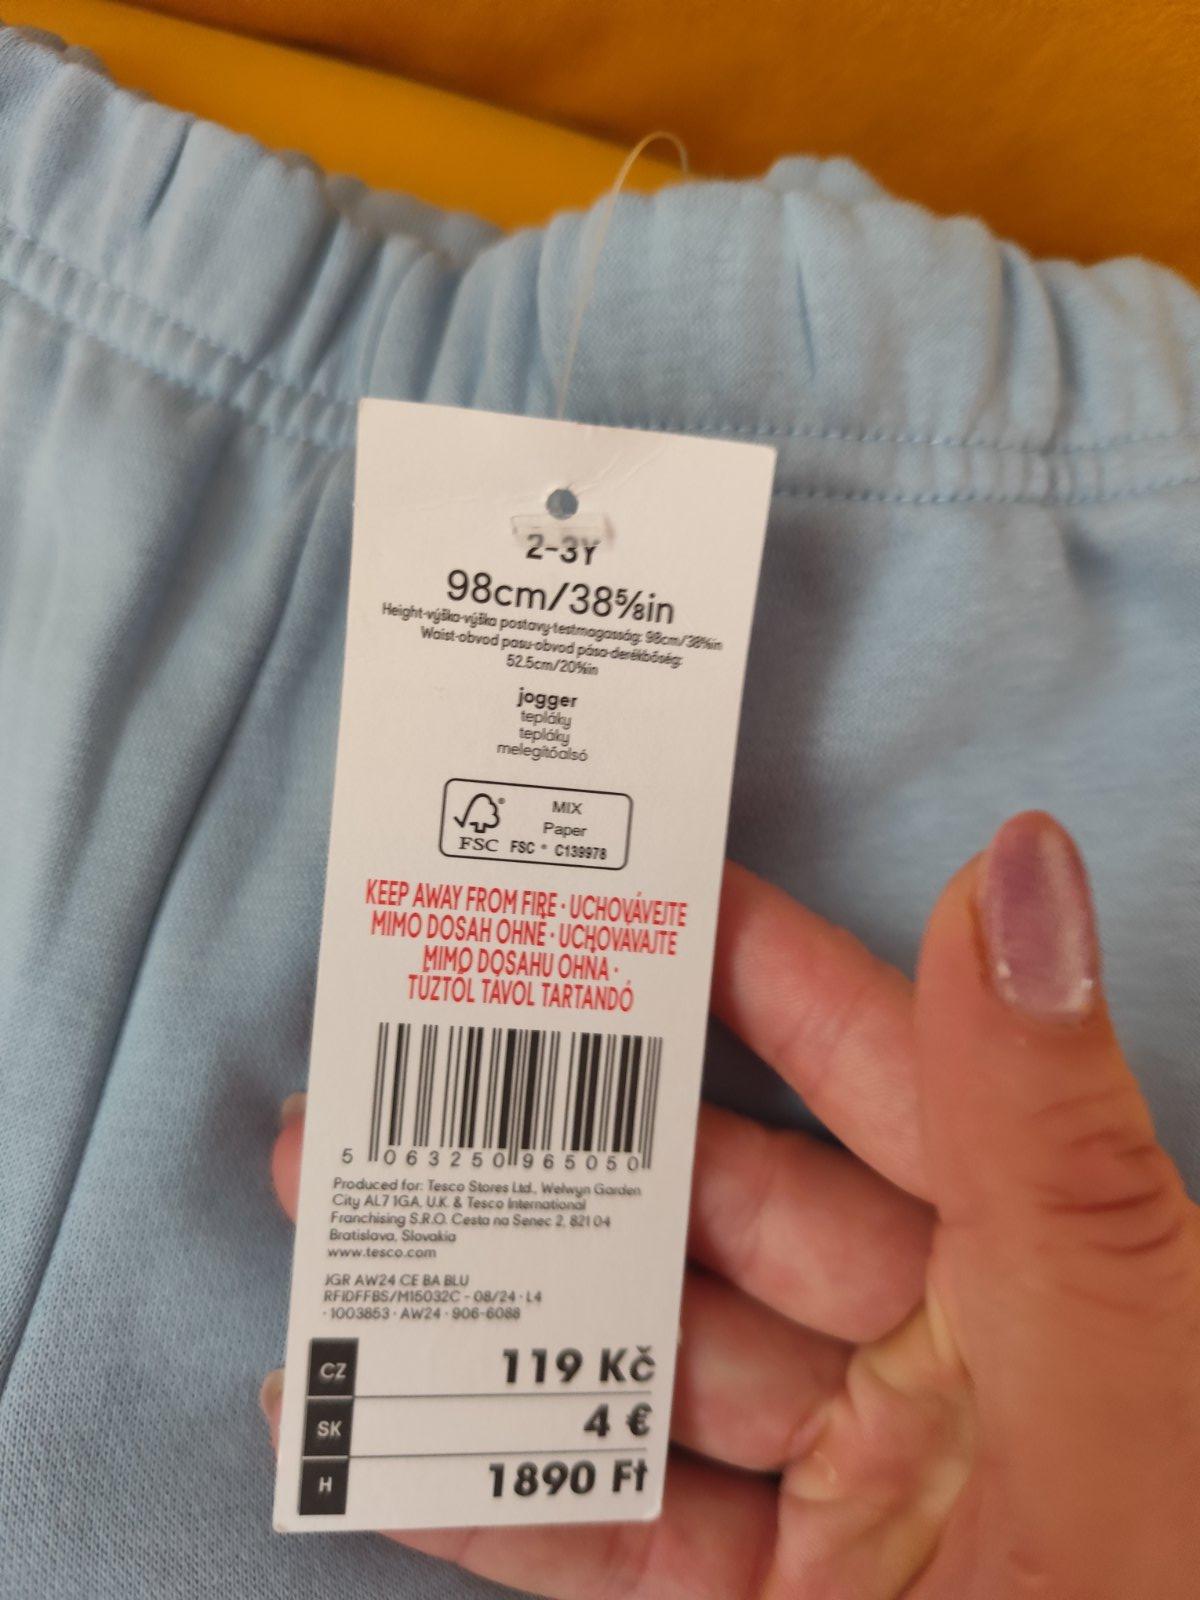 2-3Y
98cm/38⅝in
Height-výška-výška postavy-testmagasság: 98cm/38⅝in
Waist-obvod pasu-obvod pása-derékbőség:
52.5cm/20⅝in
jogger
tepláky
tepláky
melegítőalsó
MIX
Paper
FSC FSC® C139978
KEEP AWAY FROM FIRE · UCHOVÁVEJTE
MIMO DOSAH OHNĚ · UCHOVÁVAJTE
MIMO DOSAHU OHŇA ·
TŰZTŐL TÁVOL TARTANDÓ
5 063250 965050
Produced for: Tesco Stores Ltd., Welwyn Garden
City AL7 1GA, U.K. & Tesco International
Franchising S.R.O. Cesta na Senec 2, 821 04
Bratislava, Slovakia
www.tesco.com
JGR AW24 CE BA BLU
RFIDFFBS/M15032C - 08/24 · L4
· 1003853 · AW24 · 906-6088
CZ 119 Kč
SK 4 €
H 1890 Ft